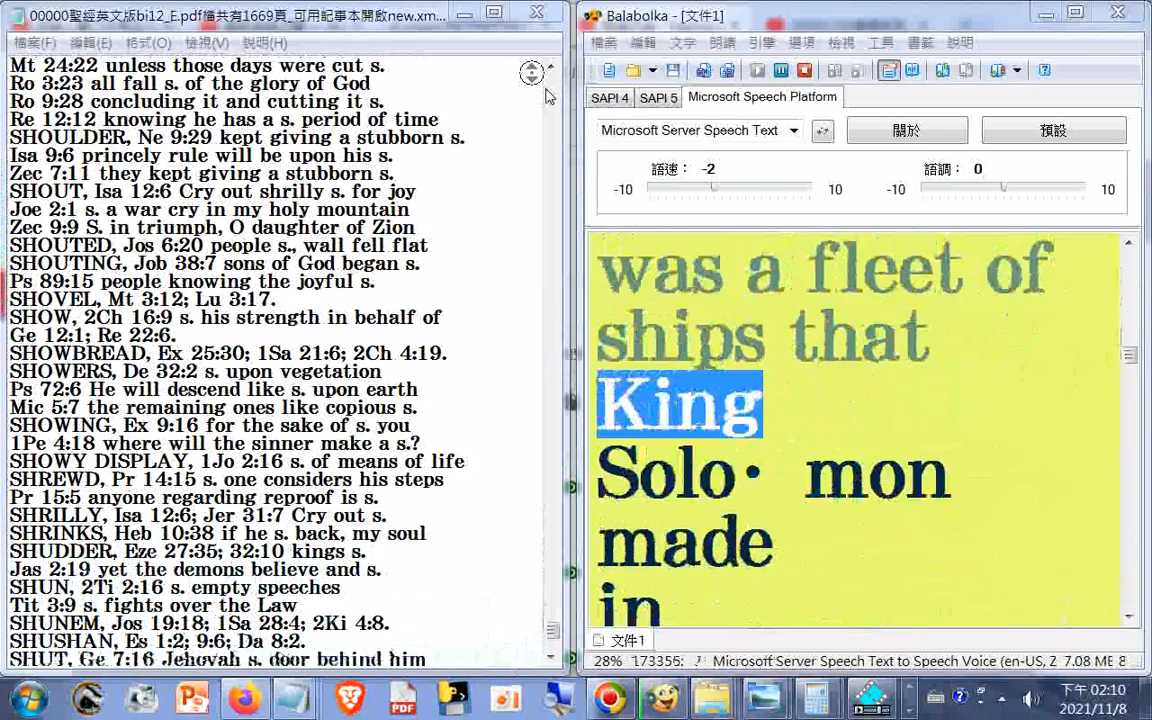 00000聖經英文版bi12_E.pdf檔共有1669頁_可用記事本開啟new.xm...
檔案(F) 編輯(E) 格式(O) 檢視(V) 說明(H)
Mt 24:22 unless those days were cut s.
Ro 3:23 all fall s. of the glory of God
Ro 9:28 concluding it and cutting it s.
Re 12:12 knowing he has a s. period of time
SHOULDER, Ne 9:29 kept giving a stubborn s.
Isa 9:6 princely rule will be upon his s.
Zec 7:11 they kept giving a stubborn s.
SHOUT, Isa 12:6 Cry out shrilly s. for joy
Joe 2:1 s. a war cry in my holy mountain
Zec 9:9 S. in triumph, O daughter of Zion
SHOUTED, Jos 6:20 people s., wall fell flat
SHOUTING, Job 38:7 sons of God began s.
Ps 89:15 people knowing the joyful s.
SHOVEL, Mt 3:12; Lu 3:17.
SHOW, 2Ch 16:9 s. his strength in behalf of
Ge 12:1; Re 22:6.
SHOWBREAD, Ex 25:30; 1Sa 21:6; 2Ch 4:19.
SHOWERS, De 32:2 s. upon vegetation
Ps 72:6 He will descend like s. upon earth
Mic 5:7 the remaining ones like copious s.
SHOWING, Ex 9:16 for the sake of s. you
1Pe 4:18 where will the sinner make a s.?
SHOWY DISPLAY, 1Jo 2:16 s. of means of life
SHREWD, Pr 14:15 s. one considers his steps
Pr 15:5 anyone regarding reproof is s.
SHRILLY, Isa 12:6; Jer 31:7 Cry out s.
SHRINKS, Heb 10:38 if he s. back, my soul
SHUDDER, Eze 27:35; 32:10 kings s.
Jas 2:19 yet the demons believe and s.
SHUN, 2Ti 2:16 s. empty speeches
Tit 3:9 s. fights over the Law
SHUNEM, Jos 19:18; 1Sa 28:4; 2Ki 4:8.
SHUSHAN, Es 1:2; 9:6; Da 8:2.
SHUT, Ge 7:16 Jehovah s. door behind him
Balabolka - [文件1]
檔案 編輯 文字 朗讀 引擎 選項 檢視 工具 書籤 說明
SAPI 4 SAPI 5 Microsoft Speech Platform
Microsoft Server Speech Text 關於 預設
語速： -2 語調： 0
-10 10 -10 10
was a fleet of
ships that
King
Solo· mon
made
in
文件1
28% Microsoft Server Speech Text to Speech Voice (en-US, 2 7.08 MB 8
PDF
下午 02:10
2021/11/8